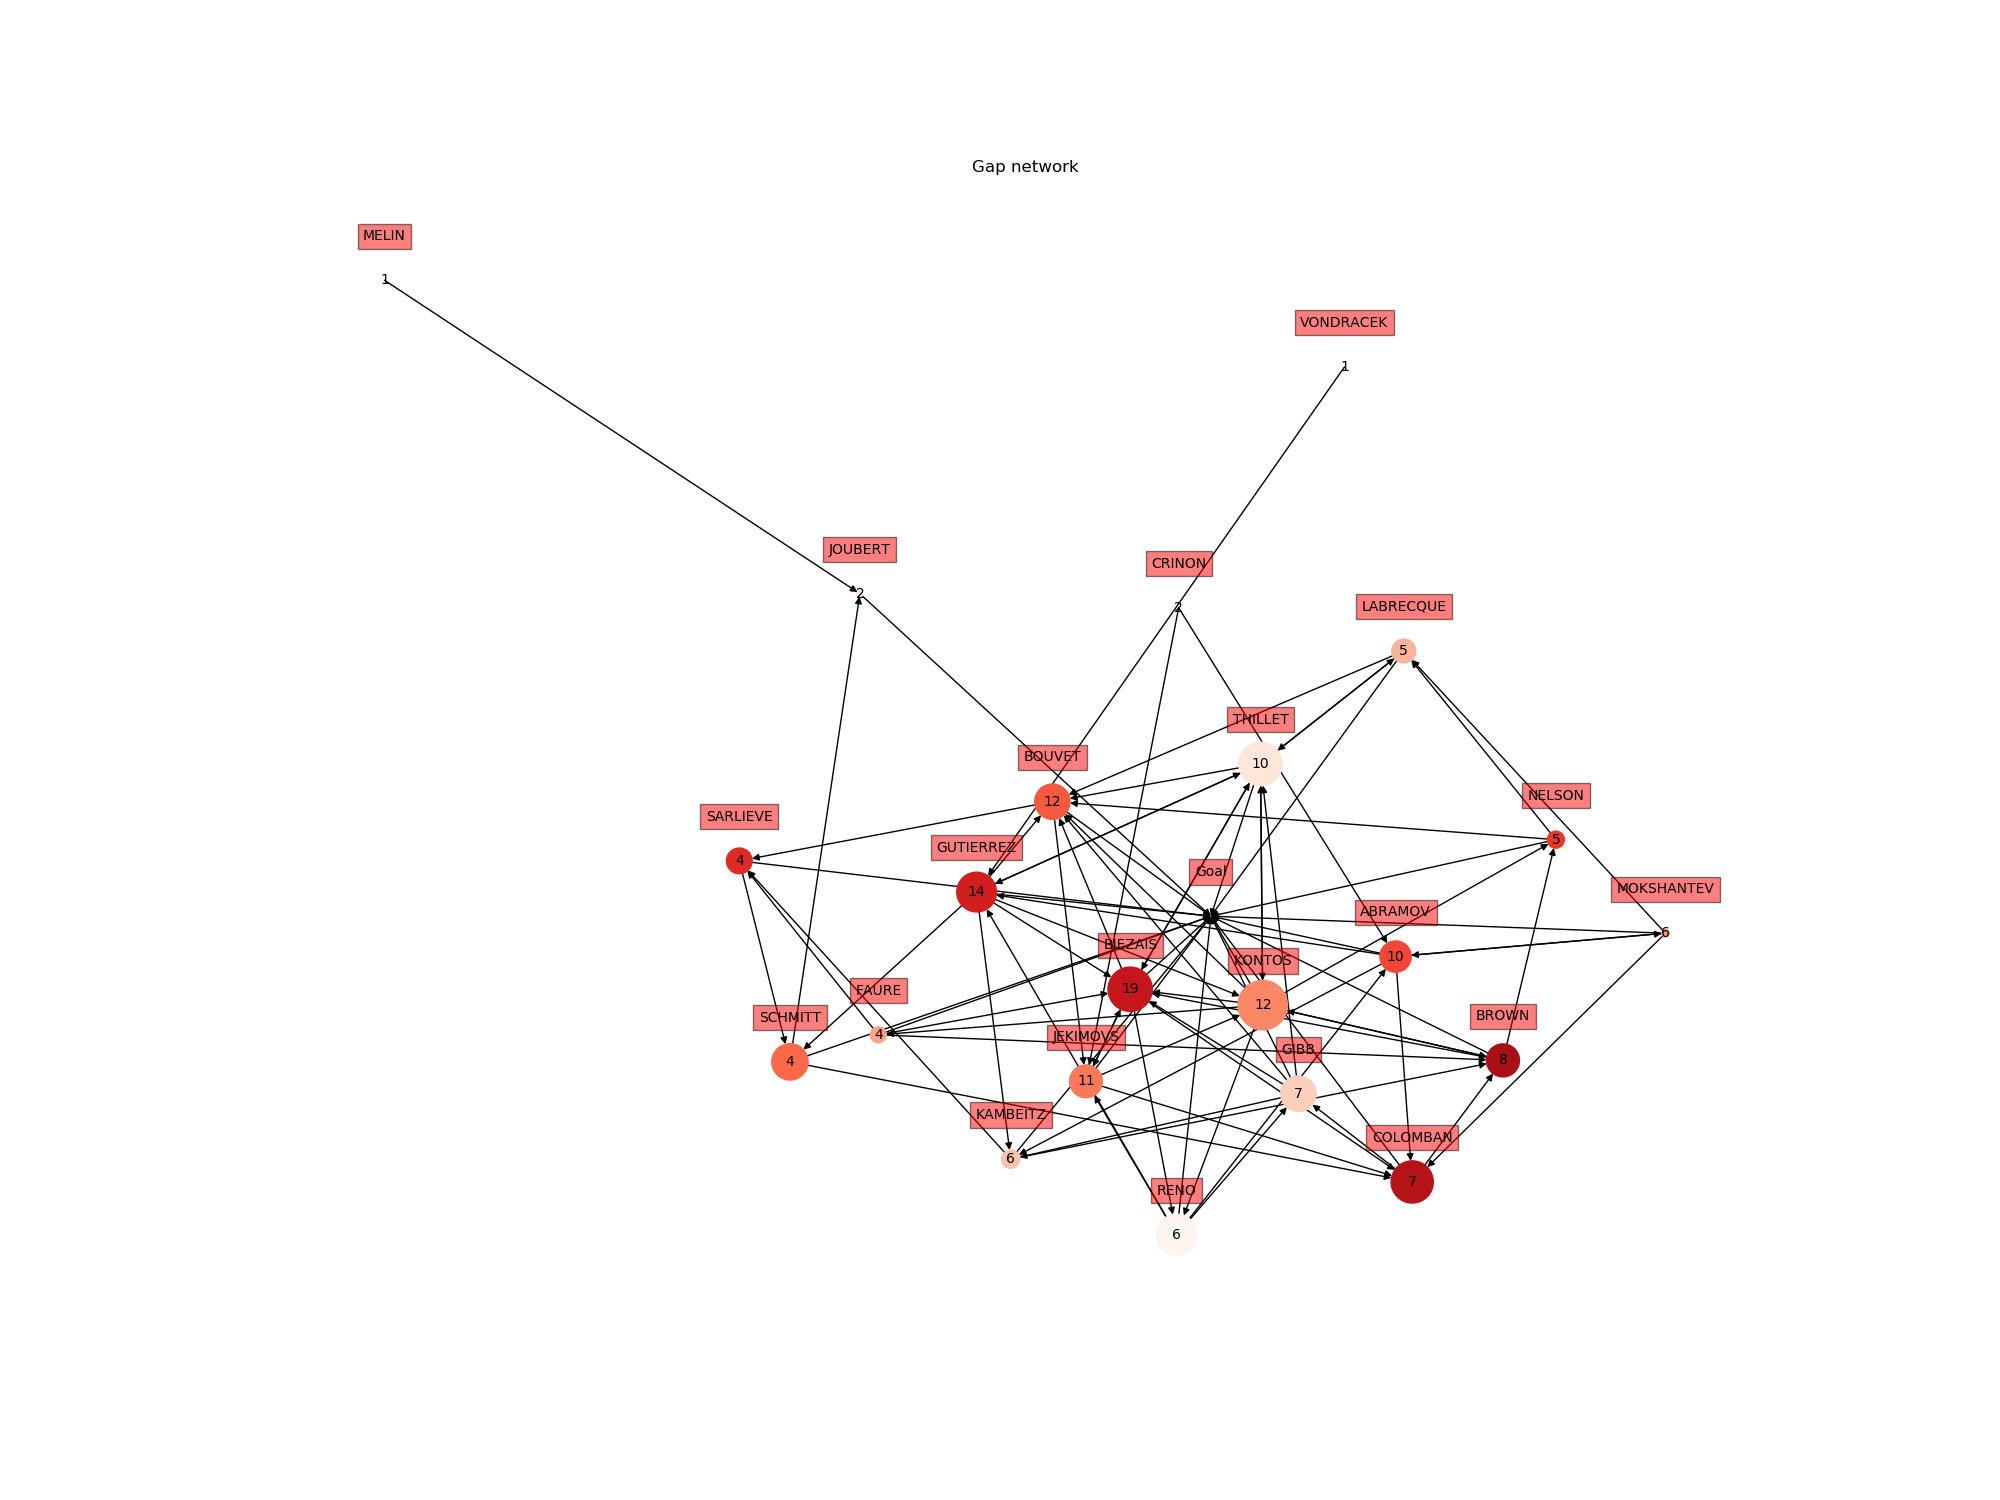 Gap network
MELIN
1
VONDRACEK
1
JOUBERT
2
CRINON
2
LABRECQUE
5
THILLET
10
BOUVET
12
NELSON
5
SARLIEVE
4
GUTIERREZ
14
Goal
MOKSHANTEV
6
ABRAMOV
10
BIEZAIS
19
KONTOS
12
FAURE
4
SCHMITT
4
JEKIMOVS
11
GIBB
7
BROWN
8
KAMBEITZ
6
COLOMBAN
7
RENO
6